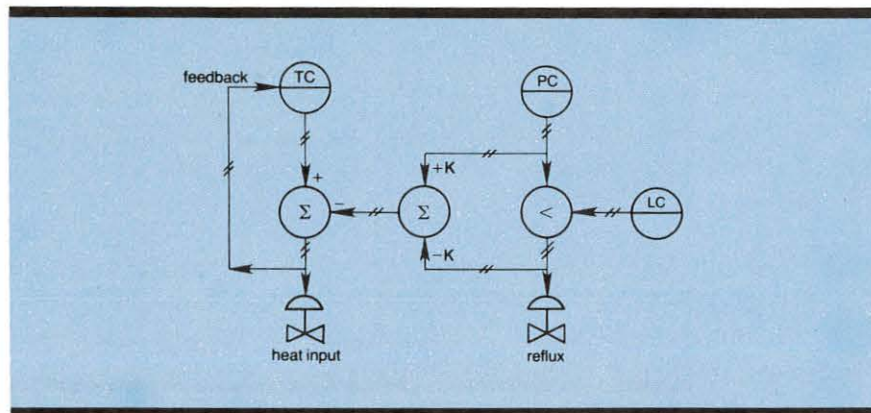 feedback
TC
PC
+K
+
−
Σ
Σ
<
LC
−K
heat input
reflux